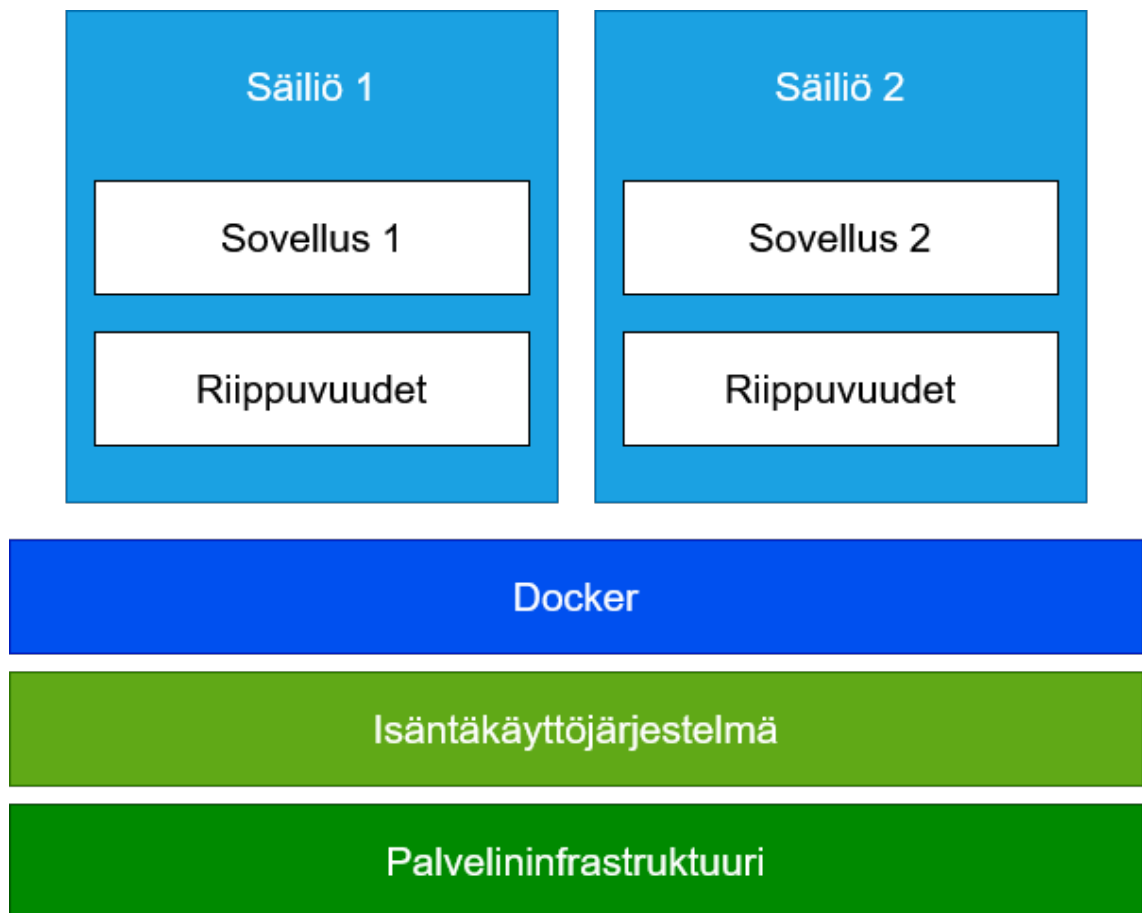 Säiliö 1
Sovellus 1
Riippuvuudet
Säiliö 2
Sovellus 2
Riippuvuudet
Docker
Isäntäkäyttöjärjestelmä
Palvelininfrastruktuuri